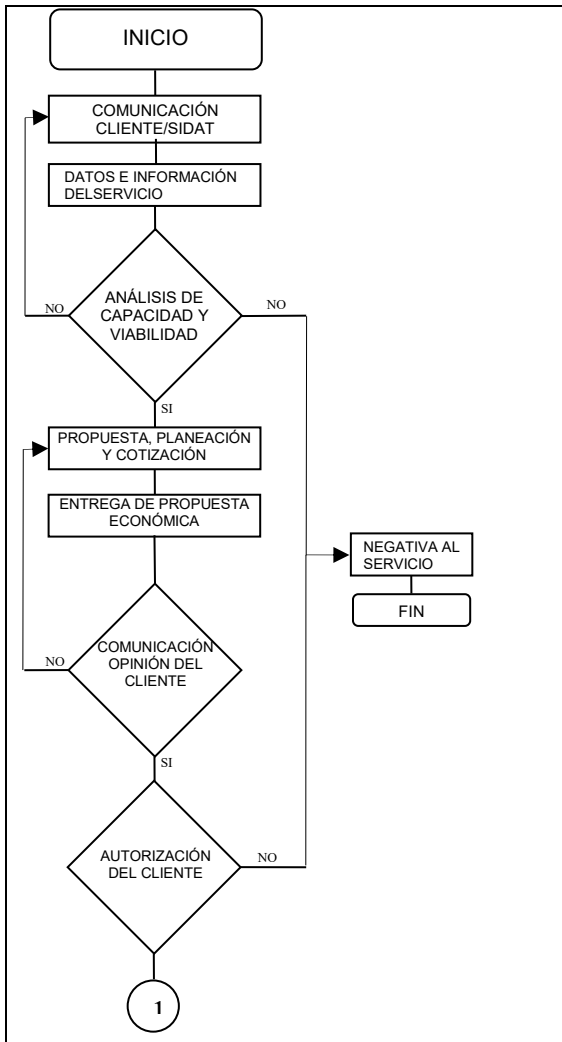 INICIO
COMUNICACIÓN
CLIENTE/SIDAT
DATOS E INFORMACIÓN
DELSERVICIO
ANÁLISIS DE
CAPACIDAD Y
VIABILIDAD
NO
NO
SI
PROPUESTA, PLANEACIÓN
Y COTIZACIÓN
ENTREGA DE PROPUESTA
ECONÓMICA
NEGATIVA AL
SERVICIO
FIN
COMUNICACIÓN
OPINIÓN DEL
CLIENTE
NO
SI
AUTORIZACIÓN
DEL CLIENTE
NO
1